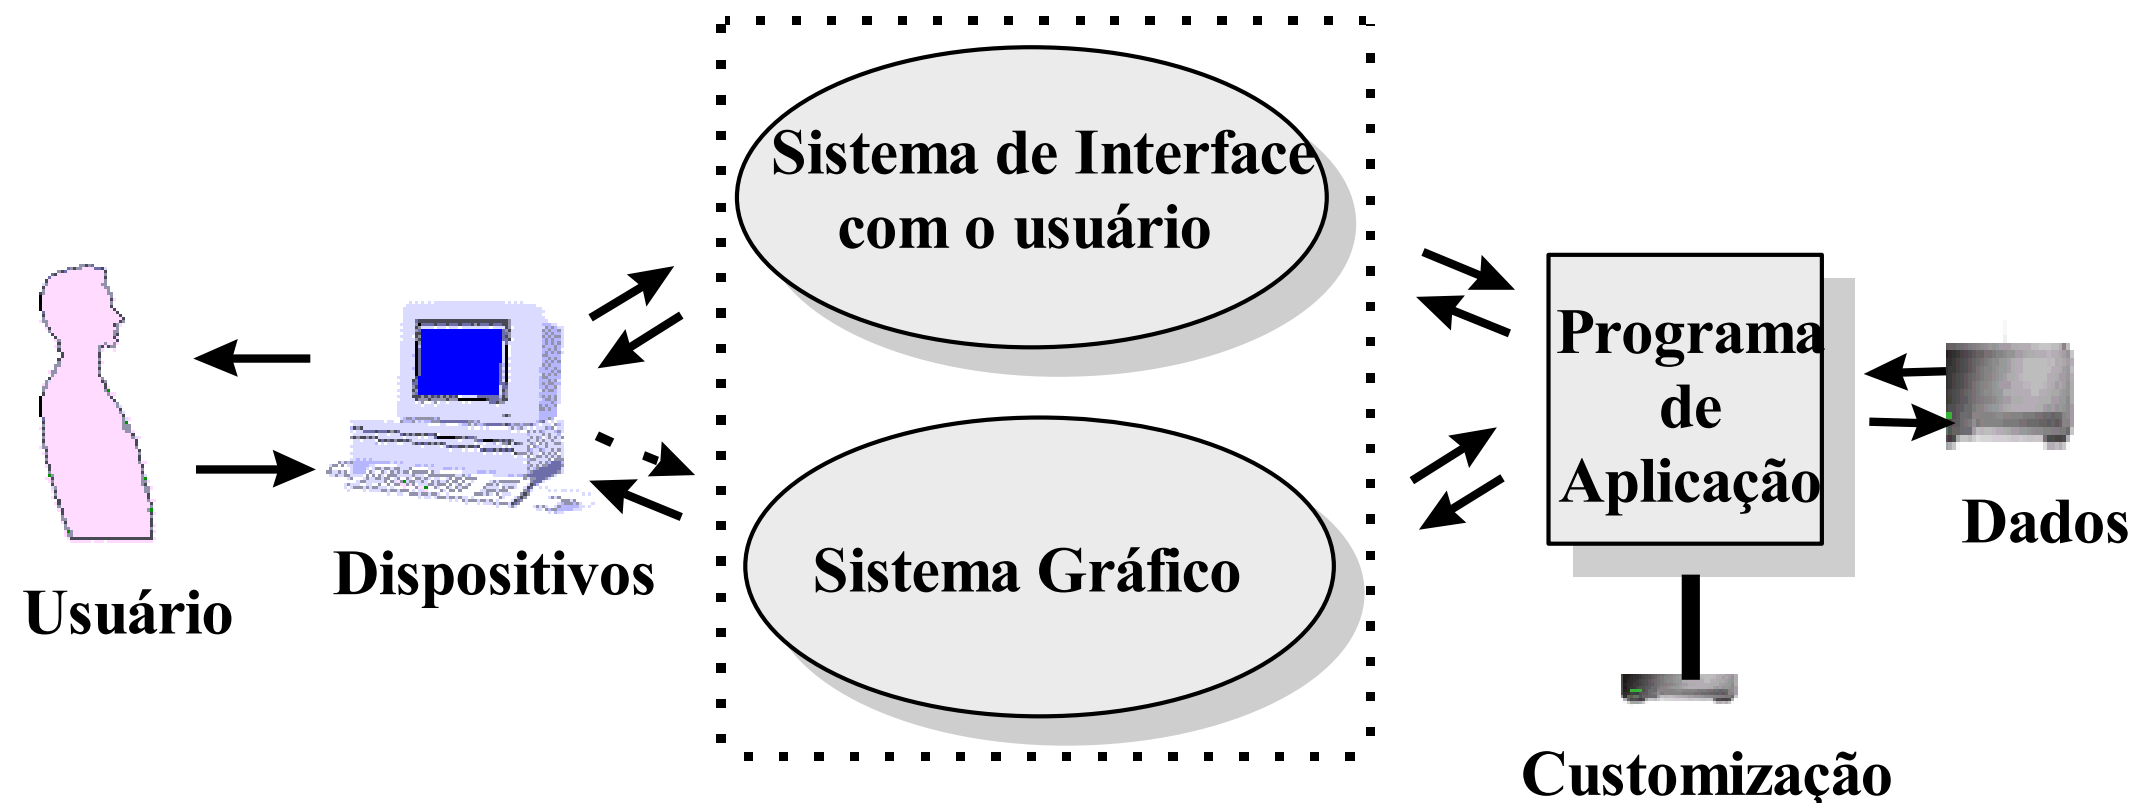 Sistema de Interface
com o usuário
Programa
de
Aplicação
Dados
Dispositivos
Sistema Gráfico
Usuário
Customização